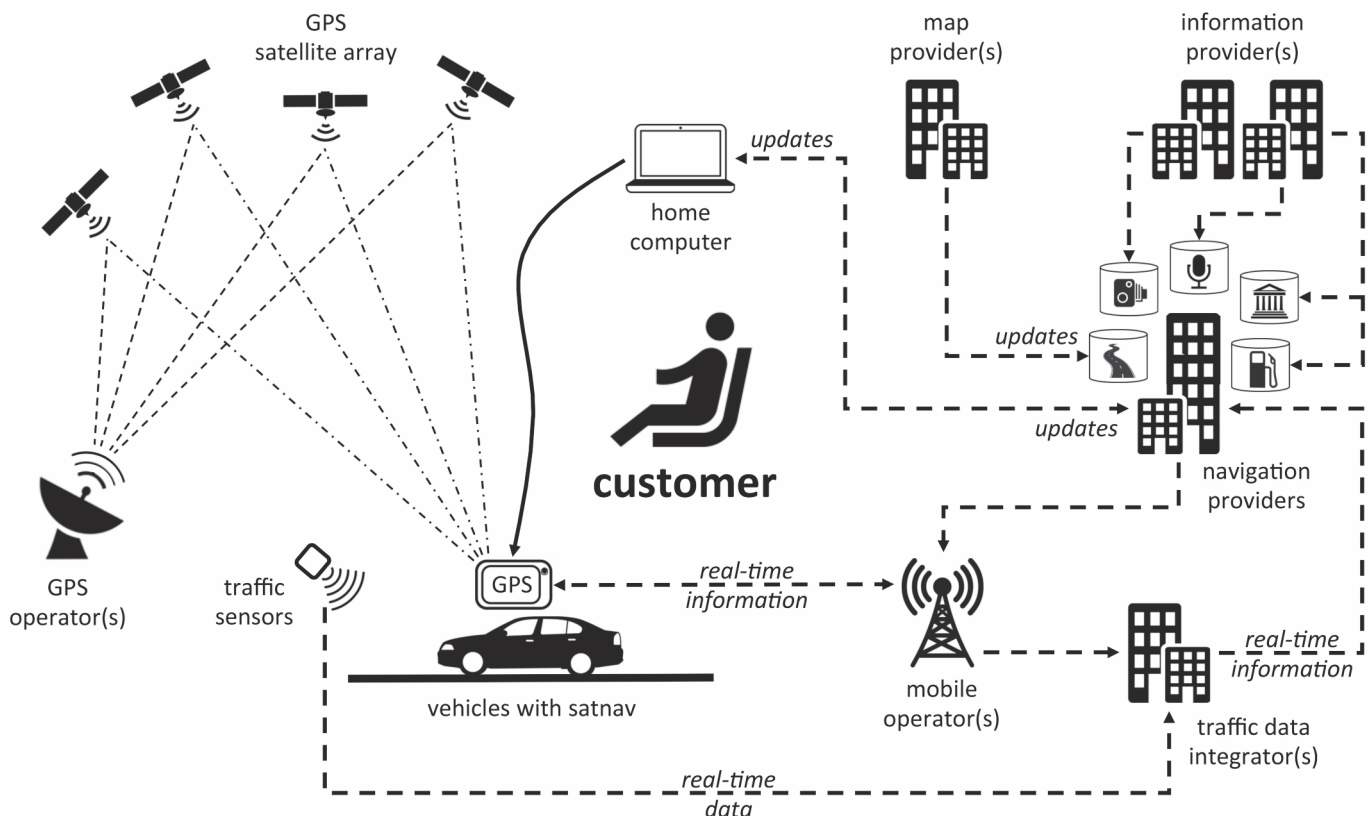 GPS
satellite array
map
provider(s)
information
provider(s)
updates
home
computer
updates
updates
customer
navigation
providers
GPS
operator(s)
traffic
sensors
GPS
real-time
information
vehicles with satnav
mobile
operator(s)
real-time
information
traffic data
integrator(s)
real-time
data